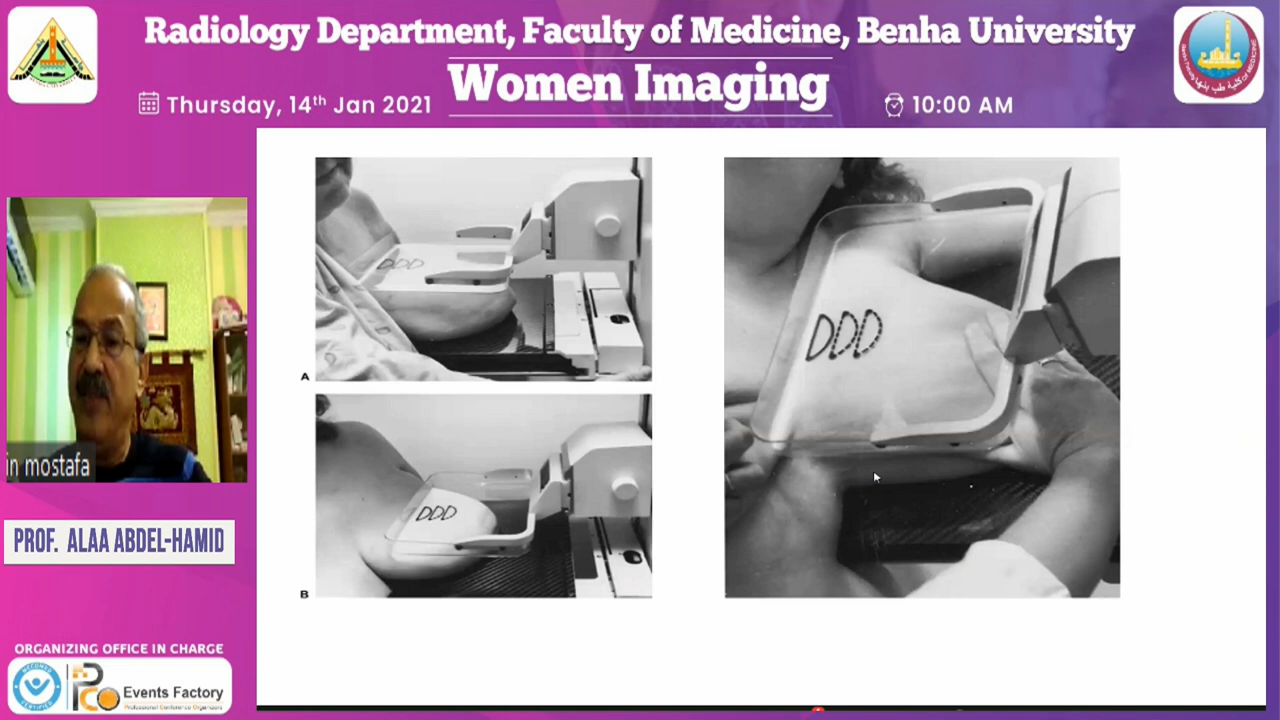 Radiology Department, Faculty of Medicine, Benha University
Women Imaging
Thursday, 14th Jan 2021
10:00 AM
A
DDD
B
DDD
DDD
in mostafa
PROF. ALAA ABDEL-HAMID
ORGANIZING OFFICE IN CHARGE
PCO
Events Factory
Professional Conference Organizers